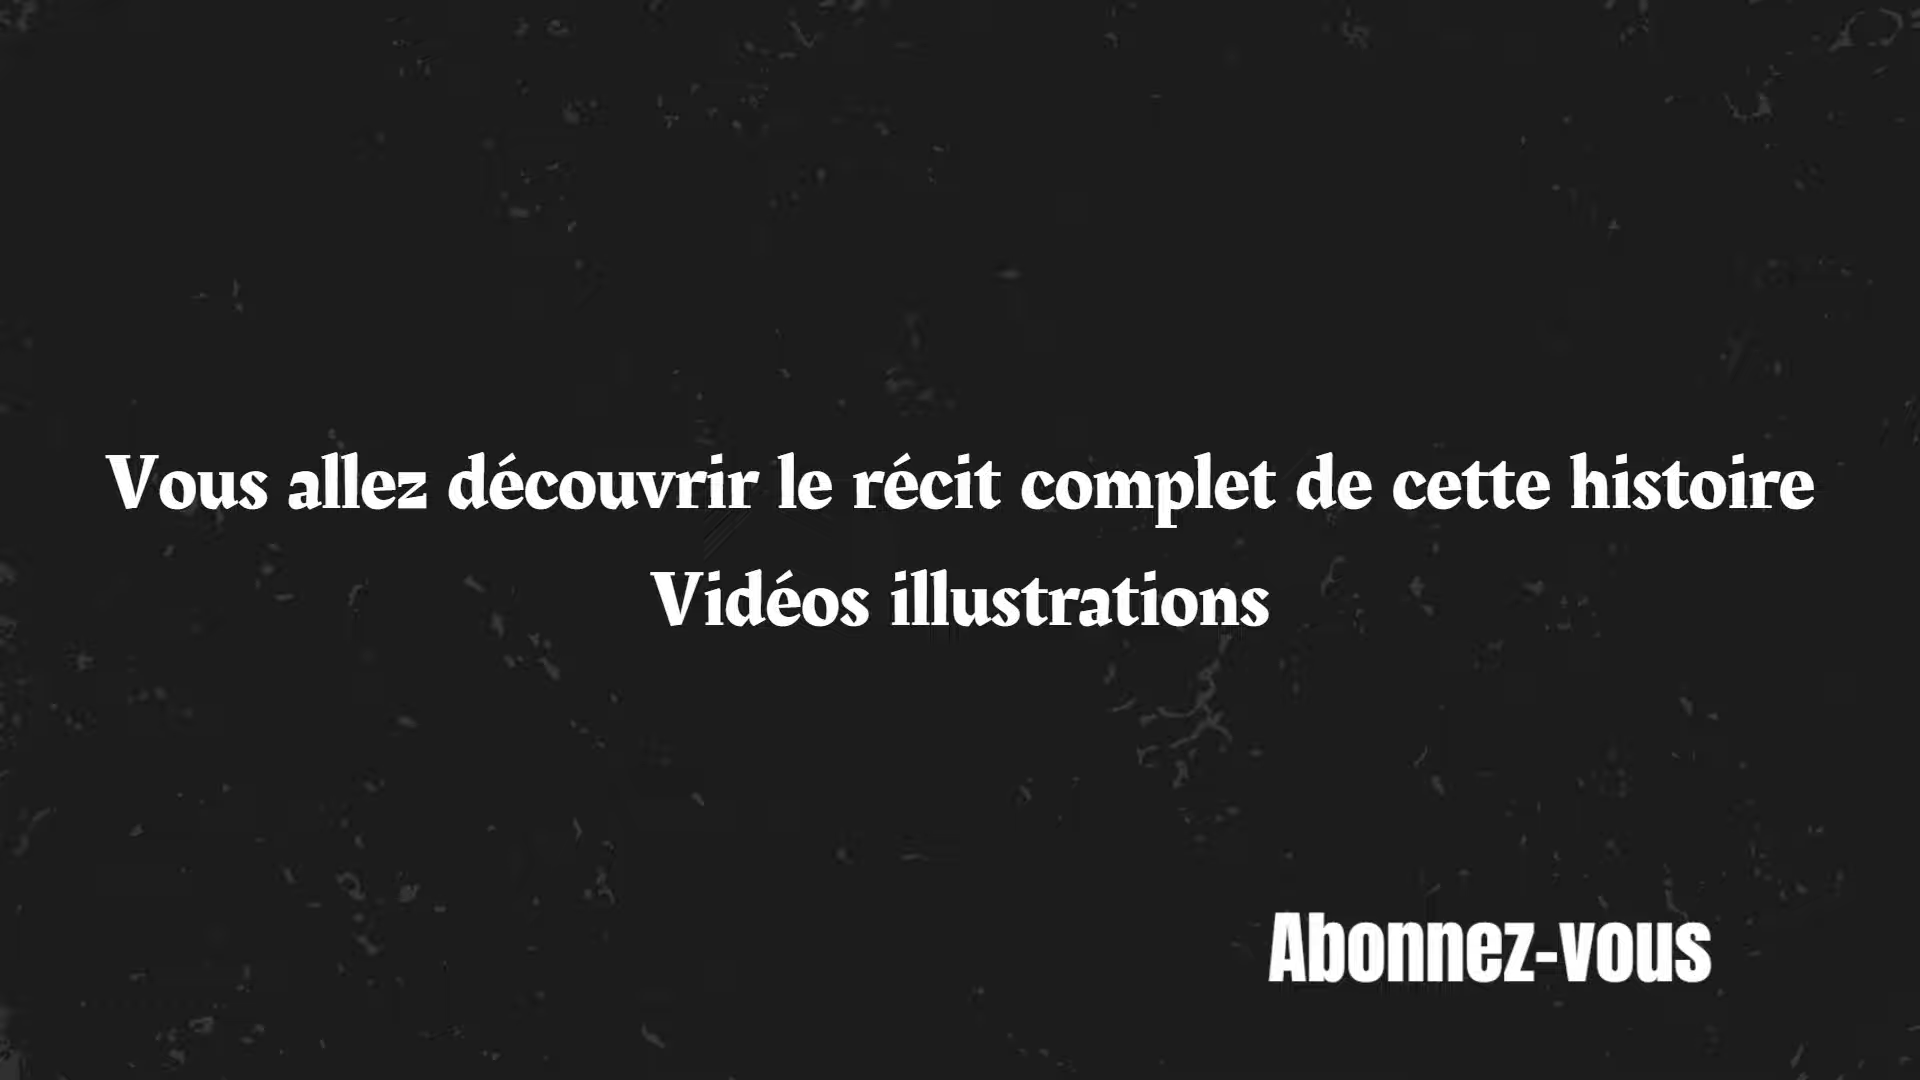 Vous allez découvrir le récit complet de cette histoire
Vidéos illustrations
Abonnez-vous